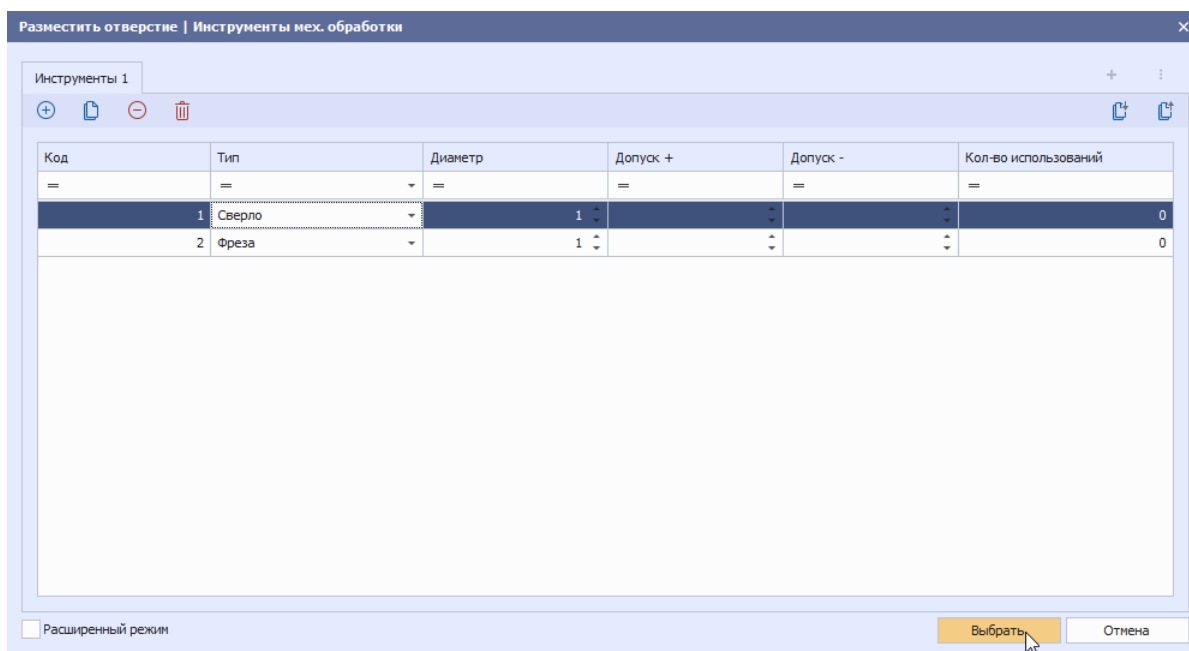 Разместить отверстие | Инструменты мех. обработки
Инструменты 1
Код Тип Диаметр Допуск + Допуск - Кол-во использований
= = = = = =
1 Сверло 1 0
2 Фреза 1 0
Расширенный режим Выбрать Отмена